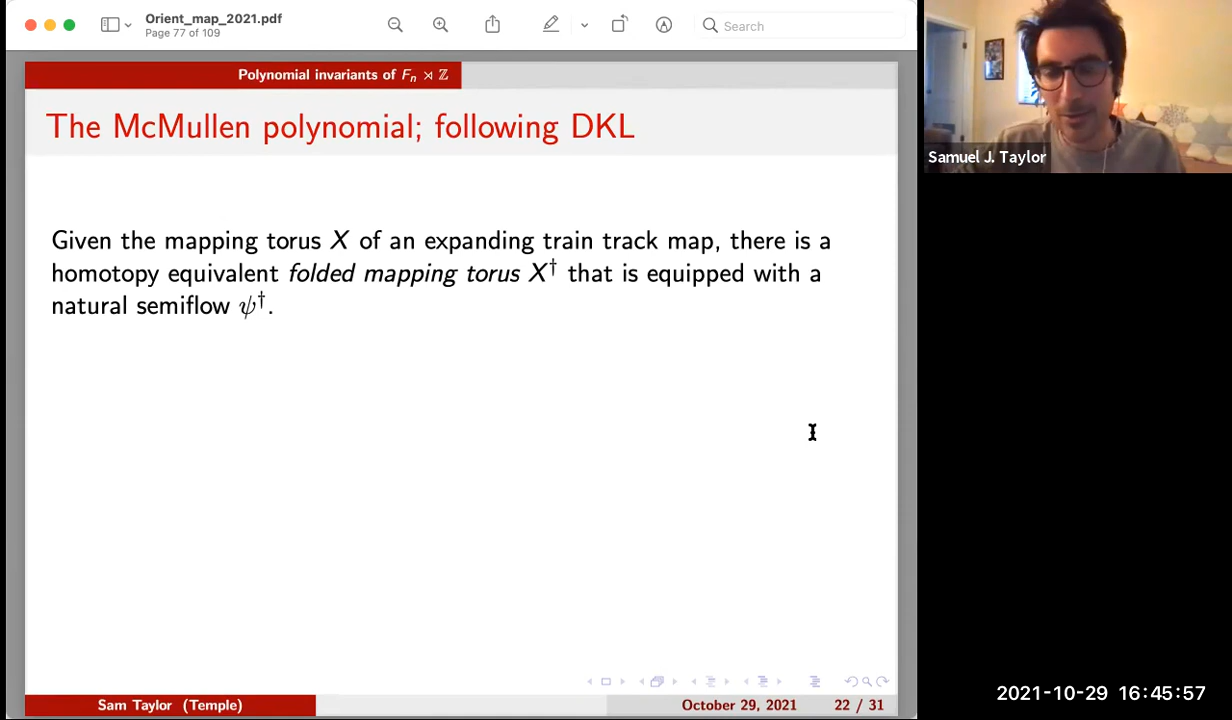 Orient_map_2021.pdf
Page 77 of 109
Search
Polynomial invariants of Fₙ ⋊ ℤ
The McMullen polynomial; following DKL
Given the mapping torus X of an expanding train track map, there is a
homotopy equivalent folded mapping torus X† that is equipped with a
natural semiflow ψ†.
Sam Taylor (Temple)
October 29, 2021
22 / 31
Samuel J. Taylor
2021-10-29 16:45:57